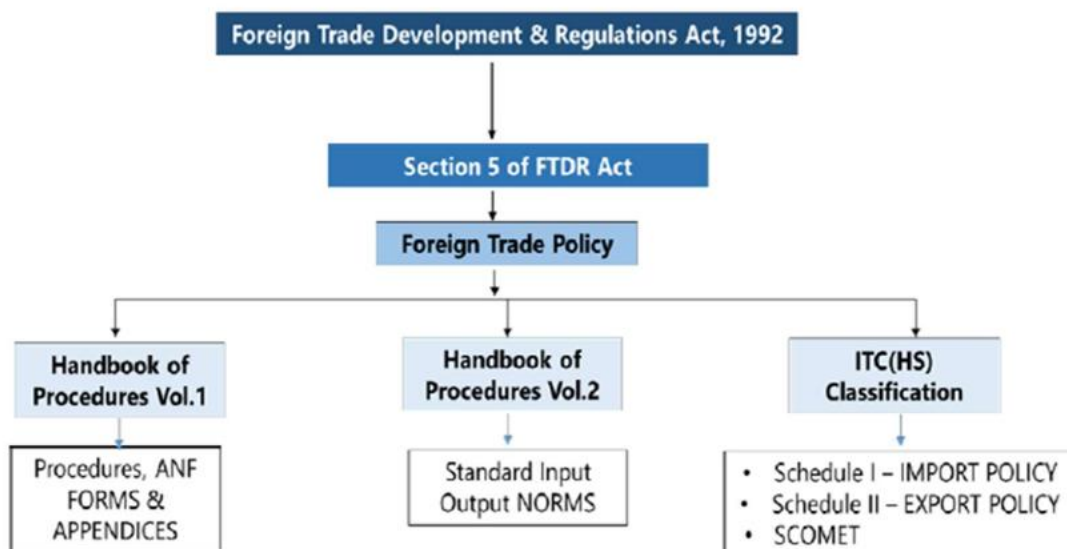 Foreign Trade Development & Regulations Act, 1992
Section 5 of FTDR Act
Foreign Trade Policy
Handbook of
Procedures Vol.1
Handbook of
Procedures Vol.2
ITC(HS)
Classification
Procedures, ANF
FORMS &
APPENDICES
Standard Input
Output NORMS
• Schedule I – IMPORT POLICY
• Schedule II – EXPORT POLICY
• SCOMET